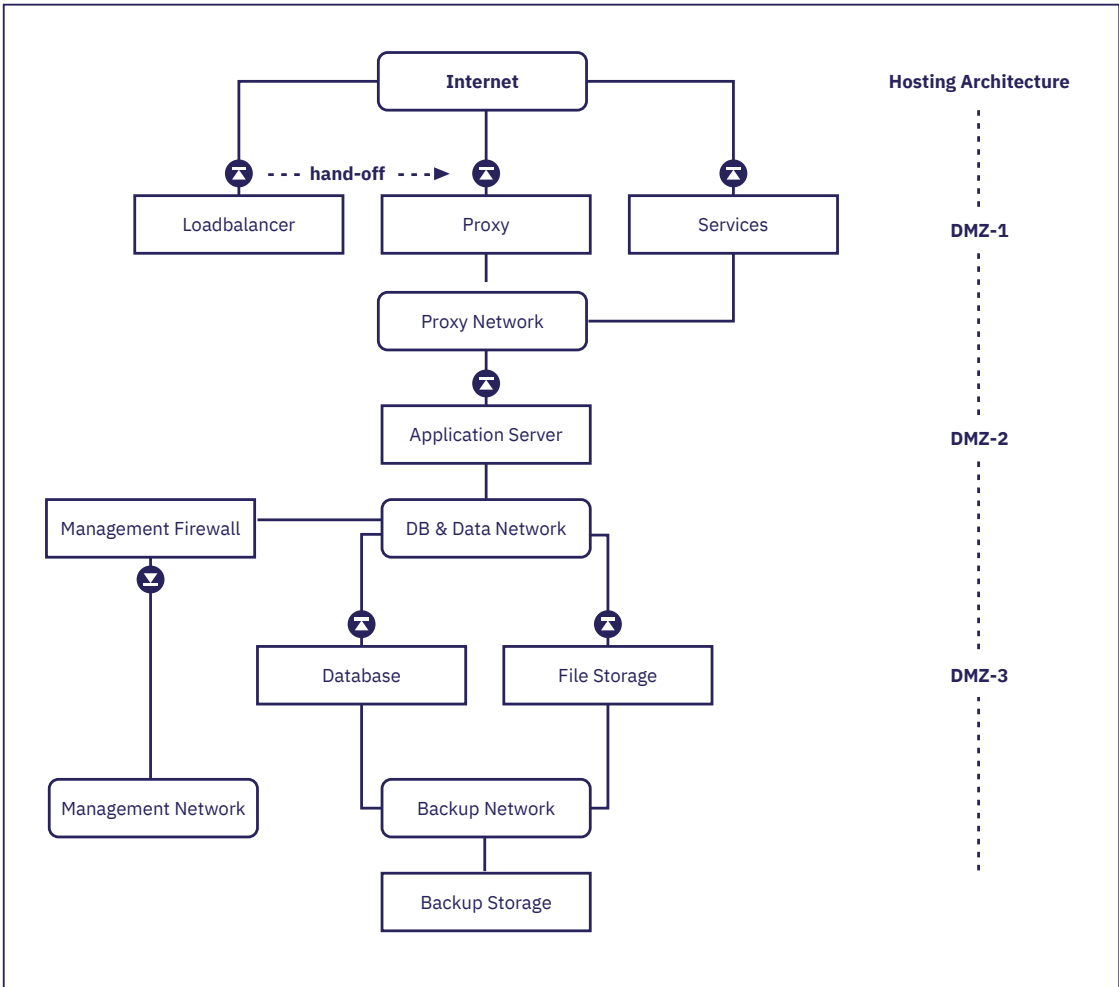 Internet
Hosting Architecture
hand-off
Loadbalancer
Proxy
Services
DMZ-1
Proxy Network
Application Server
DMZ-2
Management Firewall
DB & Data Network
Database
File Storage
DMZ-3
Management Network
Backup Network
Backup Storage